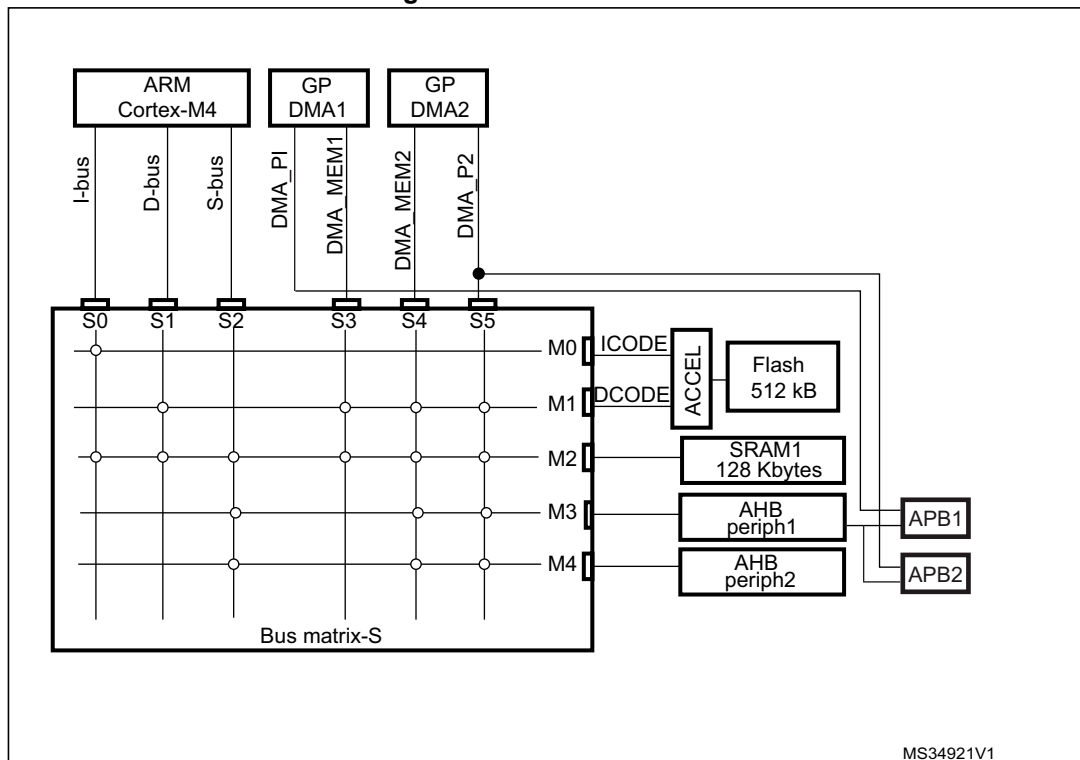 ARM
Cortex-M4
GP
DMA1
GP
DMA2
I-bus
D-bus
S-bus
DMA_PI
DMA_MEM1
DMA_MEM2
DMA_P2
S0 S1 S2 S3 S4 S5
M0
ICODE
M1
DCODE
ACCEL
Flash
512 kB
M2
SRAM1
128 Kbytes
M3
AHB
periph1
APB1
M4
AHB
periph2
APB2
Bus matrix-S
MS34921V1